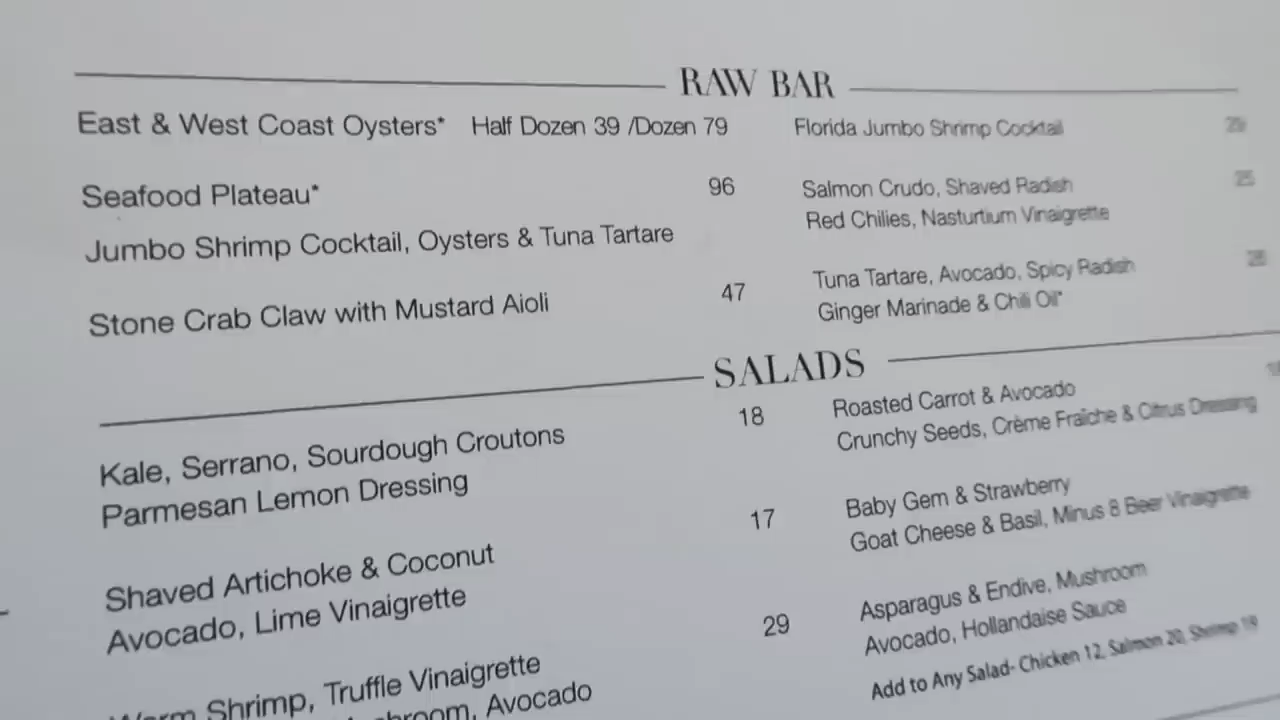 RAW BAR
East & West Coast Oysters* Half Dozen 39 /Dozen 79
Seafood Plateau* 96
Jumbo Shrimp Cocktail, Oysters & Tuna Tartare
Stone Crab Claw with Mustard Aioli 47
Florida Jumbo Shrimp Cocktail
Salmon Crudo, Shaved Radish
Red Chilies, Nasturtium Vinaigrette
Tuna Tartare, Avocado, Spicy Radish
Ginger Marinade & Chili Oil*
SALADS
Kale, Serrano, Sourdough Croutons 18
Parmesan Lemon Dressing
Shaved Artichoke & Coconut 17
Avocado, Lime Vinaigrette
Warm Shrimp, Truffle Vinaigrette 29
Avocado
Roasted Carrot & Avocado
Crunchy Seeds, Crème Fraîche & Citrus Dressing
Baby Gem & Strawberry
Goat Cheese & Basil, Minus 8 Beer Vinaigrette
Asparagus & Endive, Mushroom
Avocado, Hollandaise Sauce
Add to Any Salad- Chicken 12, Salmon 20, Shrimp 19